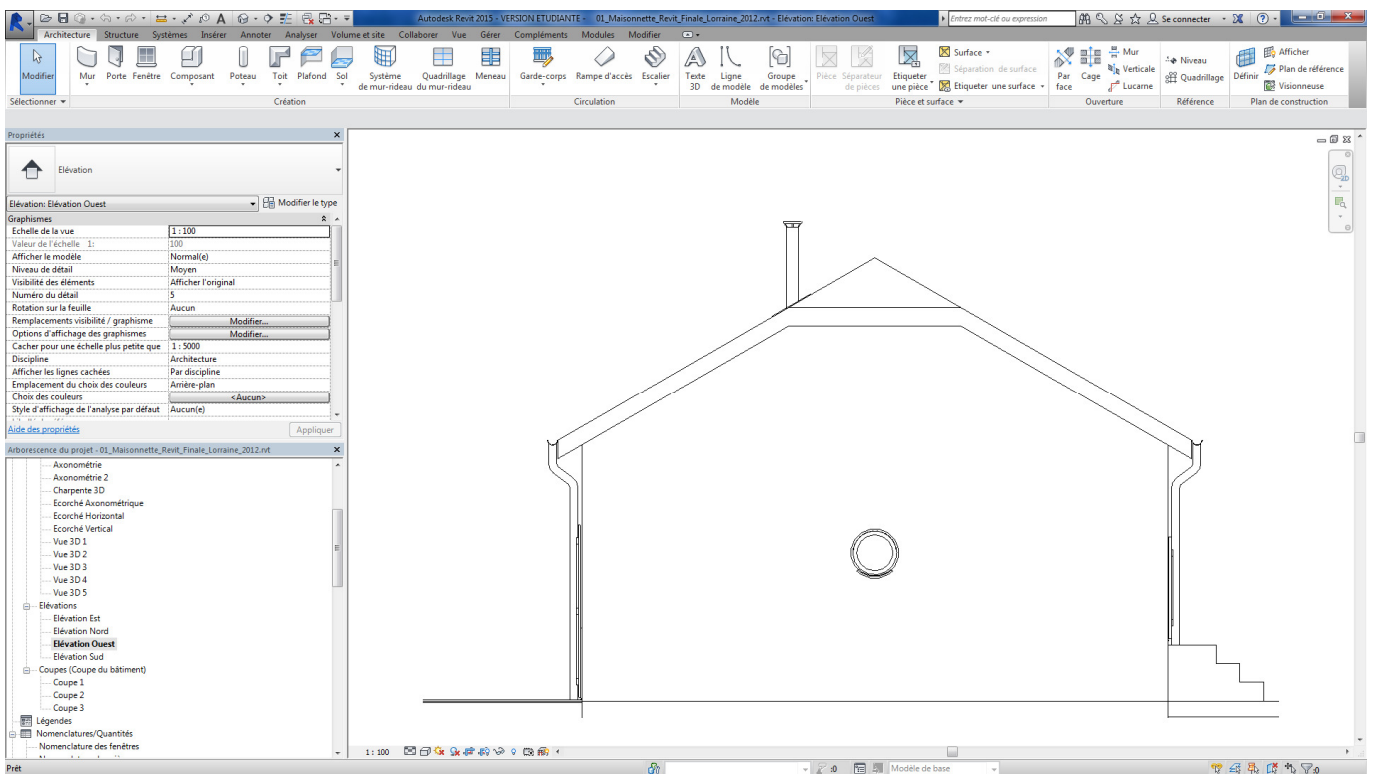 Autodesk Revit 2015 - VERSION ETUDIANTE - 01_Maisonnette_Revit_Finale_Lorraine_2012.rvt - Elévation: Elévation Ouest
Entrez mot-clé ou expression
Se connecter
Architecture Structure Systèmes Insérer Annoter Analyser Volume et site Collaborer Vue Gérer Compléments Modules Modifier
Modifier
Mur Porte Fenêtre Composant Poteau Toit Plafond Sol
Système de mur-rideau
Quadrillage du mur-rideau
Meneau
Garde-corps Rampe d'accès Escalier
Texte 3D
Ligne de modèle
Groupe de modèles
Pièce
Séparateur de pièces
Etiqueter une pièce
Surface
Séparation de surface
Etiqueter une surface
Par face
Cage
Mur
Verticale
Lucarne
Niveau
Quadrillage
Définir
Afficher
Plan de référence
Visionneuse
Sélectionner
Création
Circulation
Modèle
Pièce et surface
Ouverture
Référence
Plan de construction
Propriétés
Elévation
Elévation: Elévation Ouest
Modifier le type
Graphismes
Echelle de la vue 1 : 100
Valeur de l'échelle 1: 100
Afficher le modèle Normal(e)
Niveau de détail Moyen
Visibilité des éléments Afficher l'original
Numéro du détail 5
Rotation sur la feuille Aucun
Remplacements visibilité / graphisme Modifier...
Options d'affichage des graphismes Modifier...
Cacher pour une échelle plus petite que 1 : 5000
Discipline Architecture
Afficher les lignes cachées Par discipline
Emplacement du choix des couleurs Arrière-plan
Choix des couleurs <Aucun>
Style d'affichage de l'analyse par défaut Aucun(e)
Aide des propriétés
Appliquer
Arborescence du projet - 01_Maisonnette_Revit_Finale_Lorraine_2012.rvt
Axonométrie
Axonométrie 2
Charpente 3D
Ecorché Axonométrique
Ecorché Horizontal
Ecorché Vertical
Vue 3D 1
Vue 3D 2
Vue 3D 3
Vue 3D 4
Vue 3D 5
Elévations
Elévation Est
Elévation Nord
Elévation Ouest
Elévation Sud
Coupes (Coupe du bâtiment)
Coupe 1
Coupe 2
Coupe 3
Légendes
Nomenclatures/Quantités
Nomenclature des fenêtres
2D
1 : 100
Prêt
:0
Modèle de base
:0